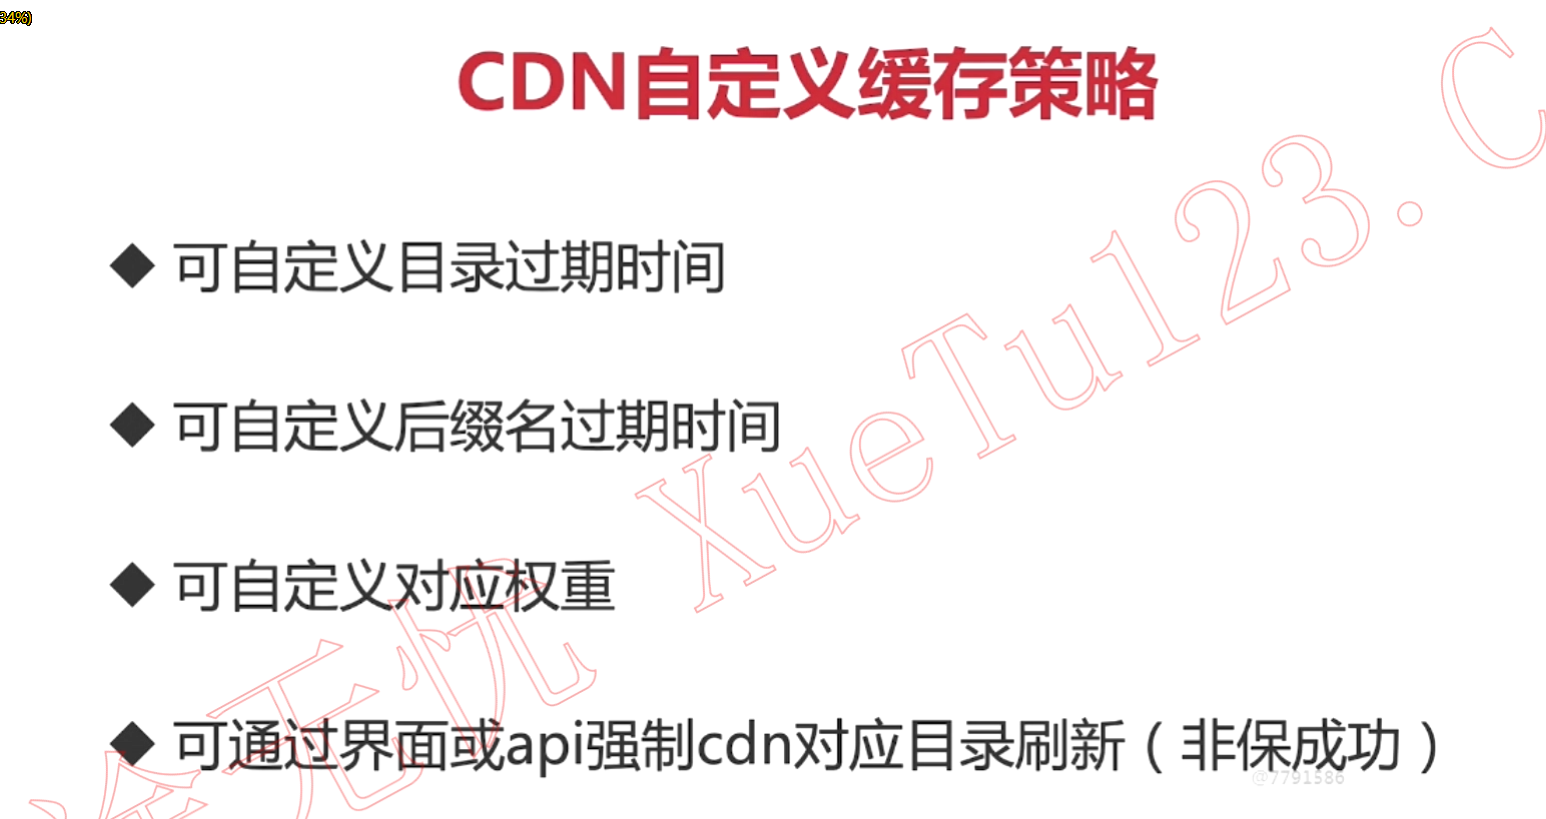 34%)
CDN自定义缓存策略
可自定义目录过期时间
可自定义后缀名过期时间
可自定义对应权重
可通过界面或api强制cdn对应目录刷新（非保成功）
途无忧 XueTu123.C
@7791586